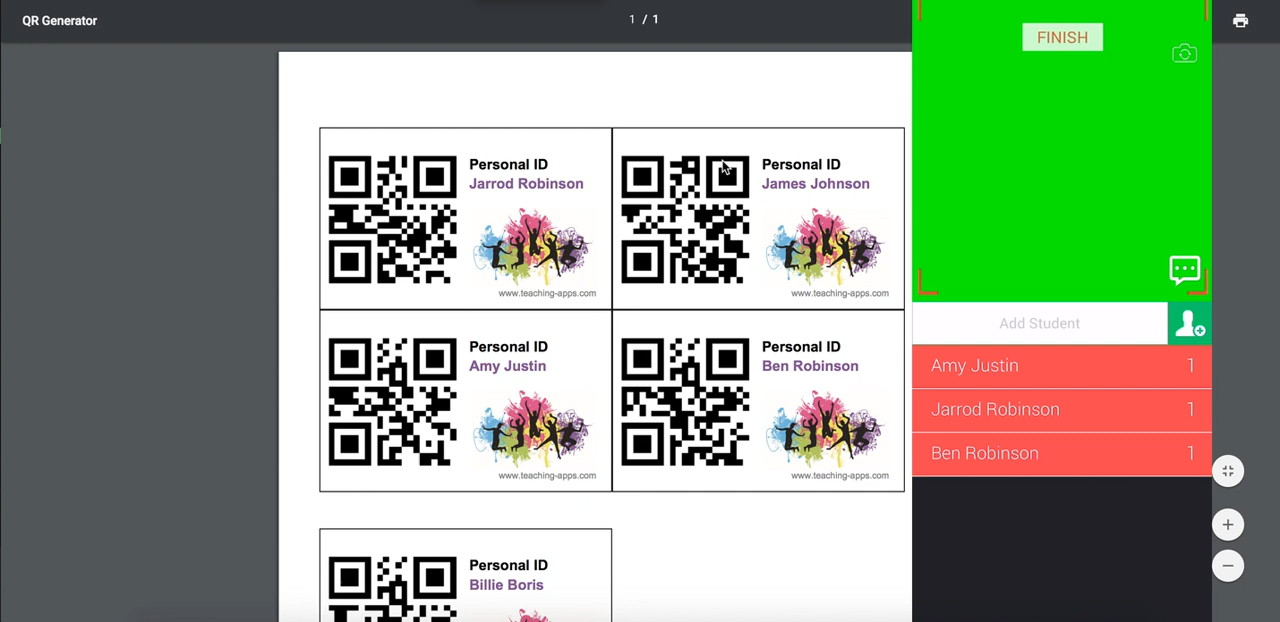 QR Generator
1 / 1
FINISH
Personal ID
Jarrod Robinson
www.teaching-apps.com
Personal ID
James Johnson
www.teaching-apps.com
Personal ID
Amy Justin
www.teaching-apps.com
Personal ID
Ben Robinson
www.teaching-apps.com
Personal ID
Billie Boris
Add Student
Amy Justin 1
Jarrod Robinson 1
Ben Robinson 1